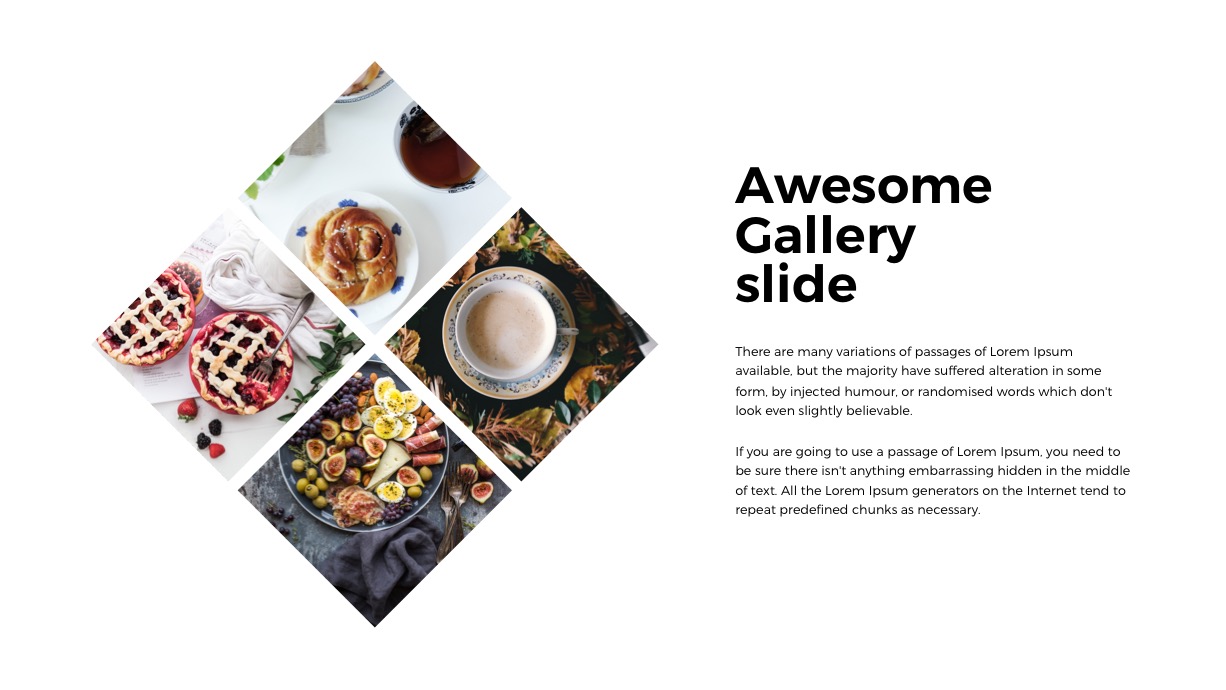 Awesome
Gallery
slide
There are many variations of passages of Lorem Ipsum
available, but the majority have suffered alteration in some
form, by injected humour, or randomised words which don't
look even slightly believable.
If you are going to use a passage of Lorem Ipsum, you need to
be sure there isn't anything embarrassing hidden in the middle
of text. All the Lorem Ipsum generators on the Internet tend to
repeat predefined chunks as necessary.